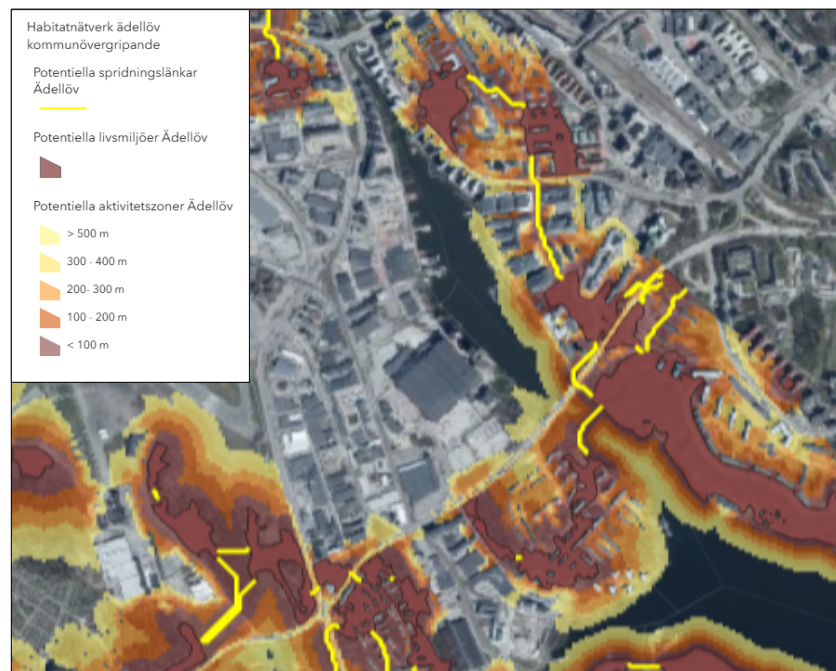 Habitatnätverk ädellöv
kommunövergripande
Potentiella spridningslänkar
Ädellöv
Potentiella livsmiljöer Ädellöv
Potentiella aktivitetszoner Ädellöv
> 500 m
300 - 400 m
200- 300 m
100 - 200 m
< 100 m